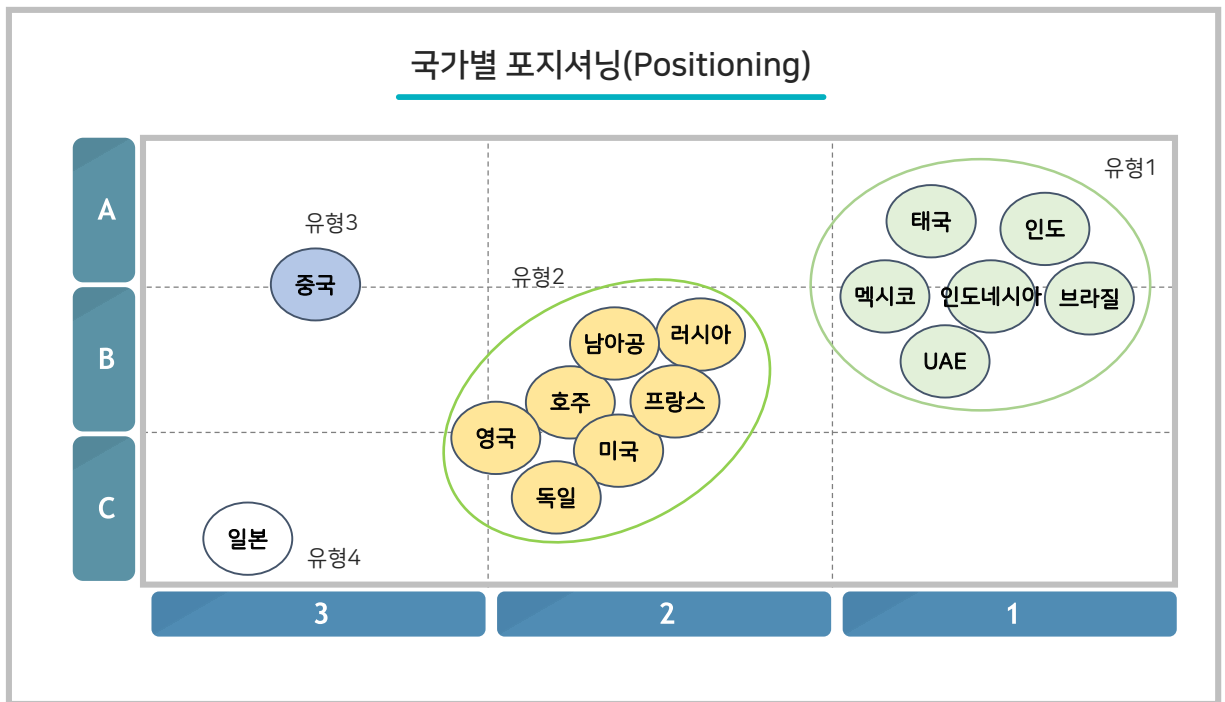 국가별 포지셔닝(Positioning)
A
B
C
유형3
중국
유형2
남아공
러시아
호주
프랑스
영국
미국
독일
유형1
태국
인도
멕시코
인도네시아
브라질
UAE
일본
유형4
3
2
1